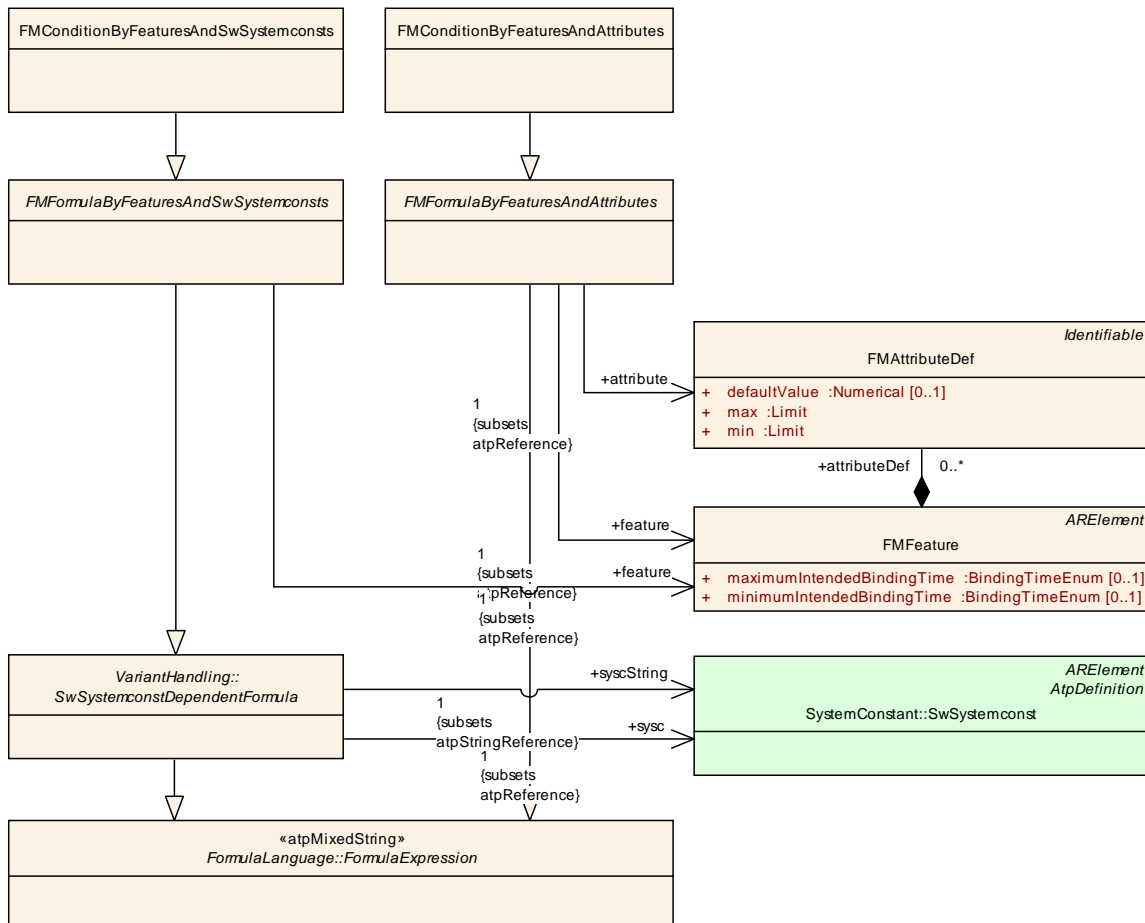 FMConditionByFeaturesAndSwSystemconsts
FMConditionByFeaturesAndAttributes
FMFormulaByFeaturesAndSwSystemconsts
FMFormulaByFeaturesAndAttributes
Identifiable
FMAttributeDef
+ defaultValue :Numerical [0..1]
+ max :Limit
+ min :Limit
+attribute
1
{subsets
atpReference}
+attributeDef 0..*
ARElement
FMFeature
+ maximumIntendedBindingTime :BindingTimeEnum [0..1]
+ minimumIntendedBindingTime :BindingTimeEnum [0..1]
+feature
1
{subsets
atpReference}
+feature
1
{subsets
atpReference}
VariantHandling::
SwSystemconstDependentFormula
+syscString
1
{subsets
atpStringReference}
+sysc
1
{subsets
atpReference}
ARElement
AtpDefinition
SystemConstant::SwSystemconst
«atpMixedString»
FormulaLanguage::FormulaExpression